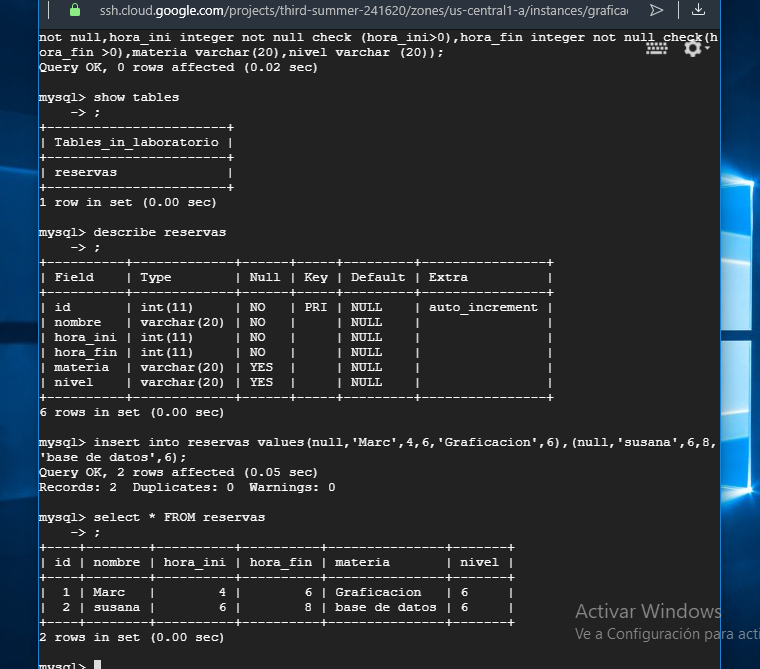 ssh.cloud.google.com/projects/third-summer-241620/zones/us-central1-a/instances/grafica
not null,hora_ini integer not null check (hora_ini>0),hora_fin integer not null check(h
ora_fin >0),materia varchar(20),nivel varchar (20));
Query OK, 0 rows affected (0.02 sec)
mysql> show tables
    -> ;
+------------------------+
| Tables_in_laboratorio |
+------------------------+
| reservas              |
+------------------------+
1 row in set (0.00 sec)
mysql> describe reservas
    -> ;
+----------+-------------+------+-----+---------+----------------+
| Field    | Type        | Null | Key | Default | Extra          |
+----------+-------------+------+-----+---------+----------------+
| id       | int(11)     | NO   | PRI | NULL    | auto_increment |
| nombre   | varchar(20) | NO   |     | NULL    |                |
| hora_ini | int(11)     | NO   |     | NULL    |                |
| hora_fin | int(11)     | NO   |     | NULL    |                |
| materia  | varchar(20) | YES  |     | NULL    |                |
| nivel    | varchar(20) | YES  |     | NULL    |                |
+----------+-------------+------+-----+---------+----------------+
6 rows in set (0.00 sec)
mysql> insert into reservas values(null,'Marc',4,6,'Graficacion',6),(null,'susana',6,8,
'base de datos',6);
Query OK, 2 rows affected (0.05 sec)
Records: 2  Duplicates: 0  Warnings: 0
mysql> select * FROM reservas
    -> ;
+----+--------+----------+----------+---------------+-------+
| id | nombre | hora_ini | hora_fin | materia       | nivel |
+----+--------+----------+----------+---------------+-------+
|  1 | Marc   |        4 |        6 | Graficacion   | 6     |
|  2 | susana |        6 |        8 | base de datos | 6     |
+----+--------+----------+----------+---------------+-------+
2 rows in set (0.00 sec)
mysql>
Activar Windows
Ve a Configuración para acti